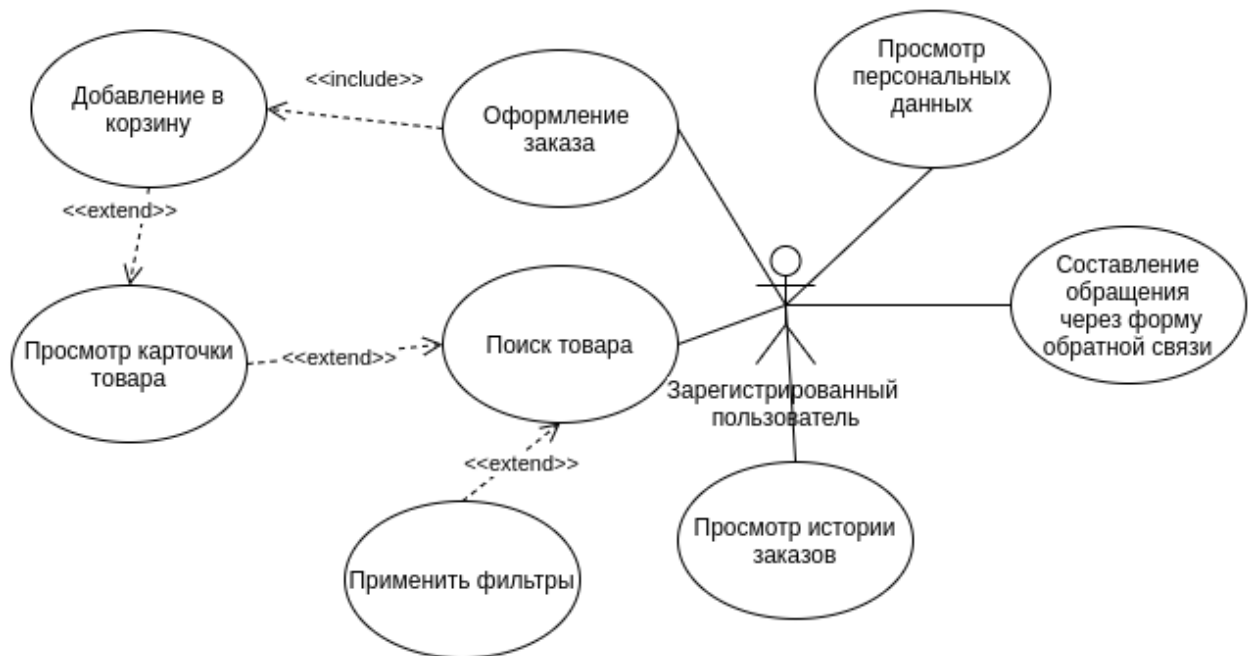 Добавление в
корзину
<<include>>
Оформление
заказа
Просмотр
персональных
данных
<<extend>>
Просмотр карточки
товара
<<extend>>
Поиск товара
Составление
обращения
через форму
обратной связи
Зарегистрированный
пользователь
<<extend>>
Применить фильтры
Просмотр истории
заказов